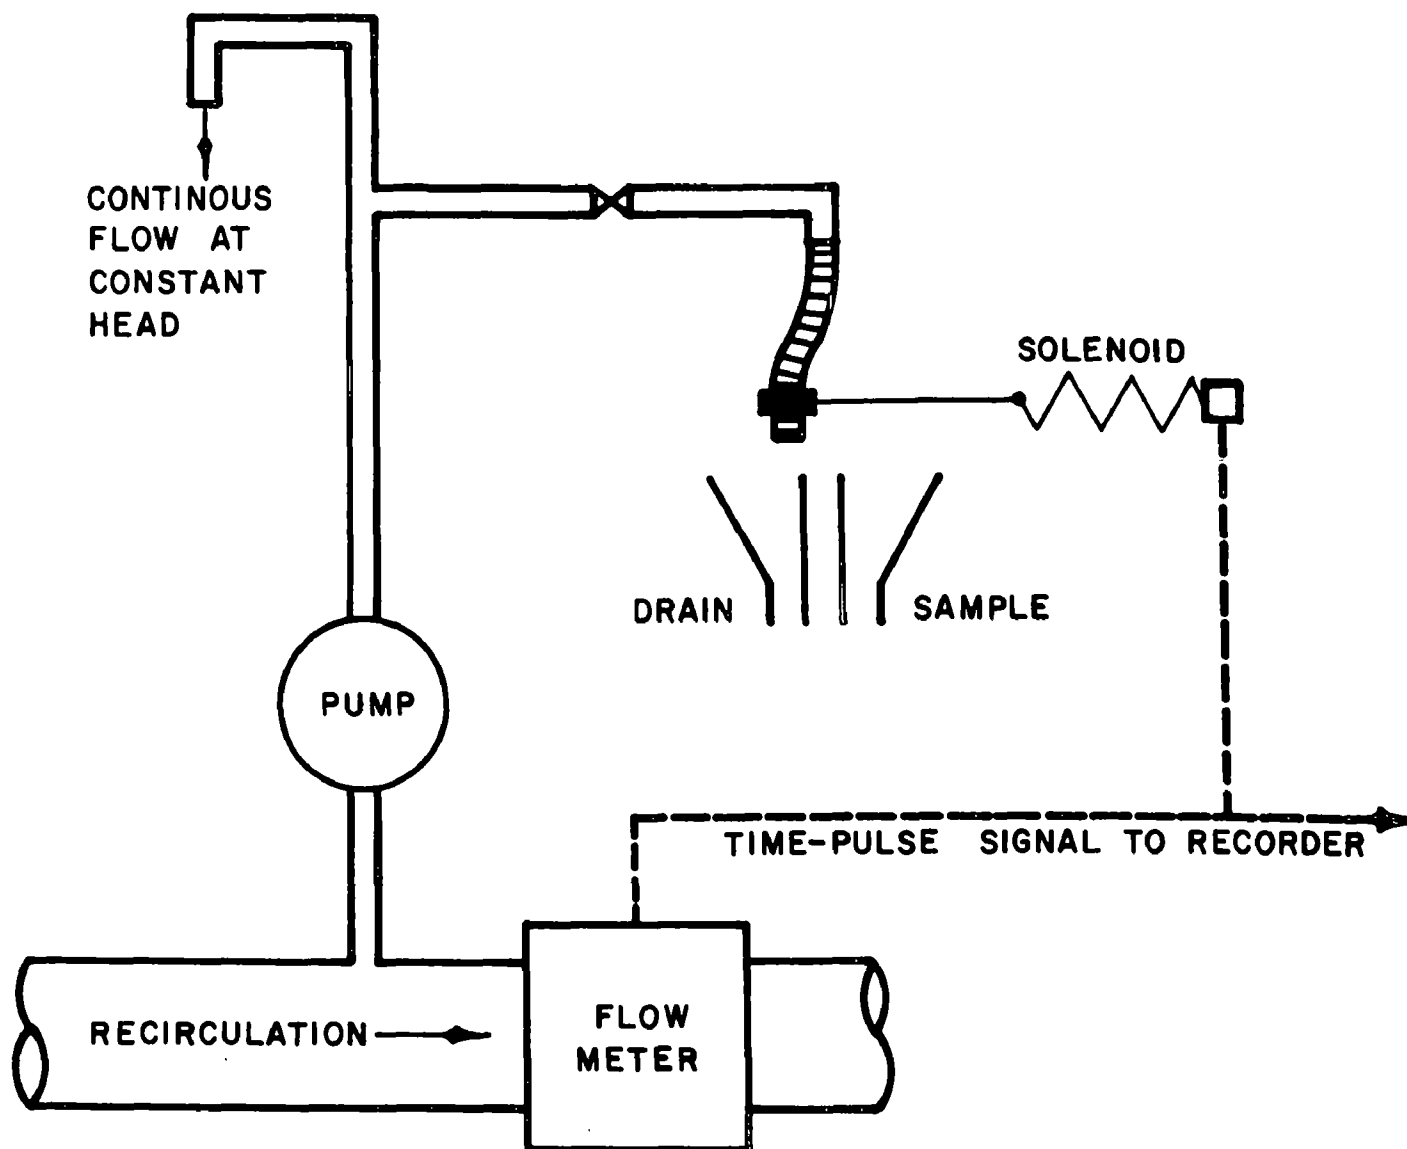 CONTINOUS
FLOW AT
CONSTANT
HEAD
SOLENOID
DRAIN
SAMPLE
PUMP
TIME-PULSE SIGNAL TO RECORDER
RECIRCULATION
FLOW
METER